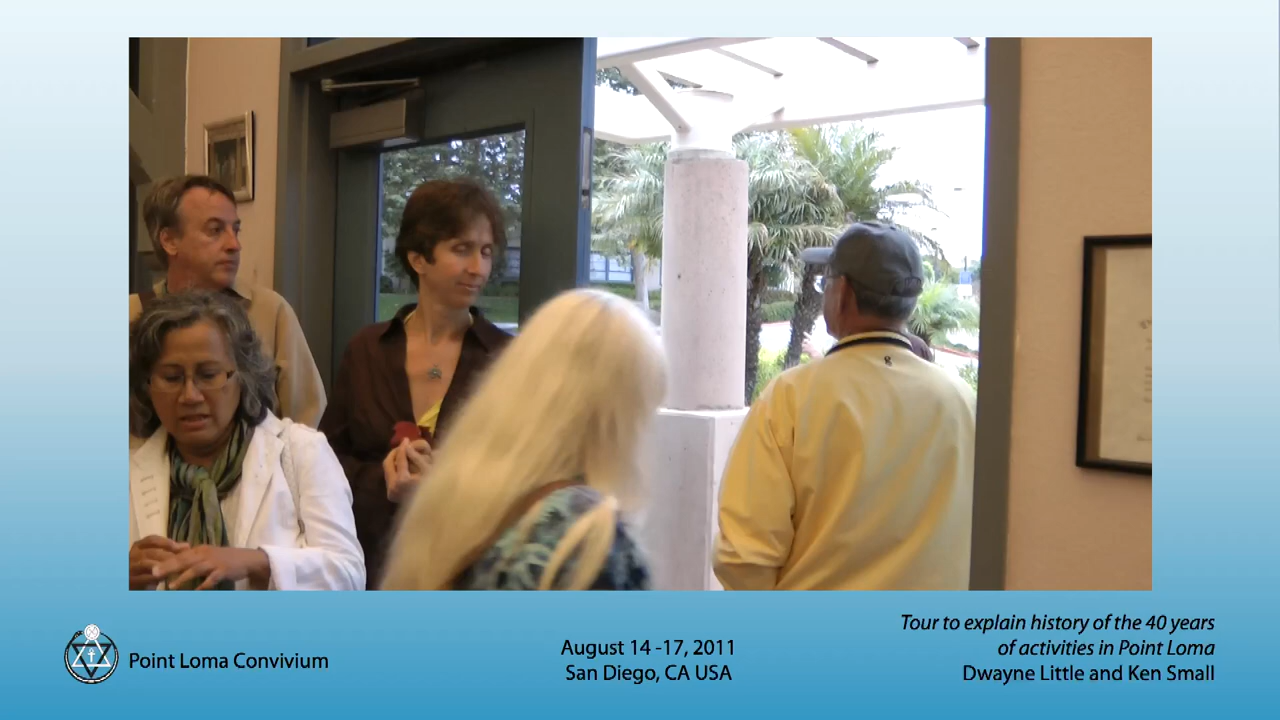 Point Loma Convivium
August 14 -17, 2011
San Diego, CA USA
Tour to explain history of the 40 years
of activities in Point Loma
Dwayne Little and Ken Small